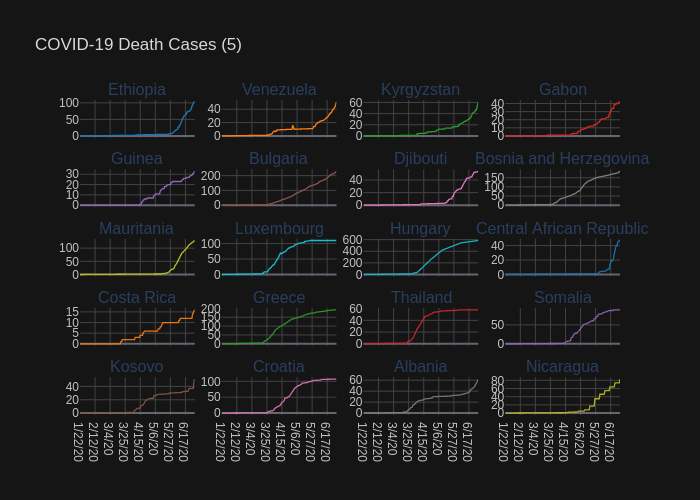 COVID-19 Death Cases (5)
Ethiopia Venezuela Kyrgyzstan Gabon
100 50 0
40 20 0
60 40 20 0
40 30 20 10 0
Guinea Bulgaria Djibouti Bosnia and Herzegovina
30 20 10 0
200 100 0
40 20 0
150 100 50 0
Mauritania Luxembourg Hungary Central African Republic
100 50 0
100 50 0
600 400 200 0
40 20 0
Costa Rica Greece Thailand Somalia
15 10 5 0
200 150 100 50 0
60 40 20 0
50 0
Kosovo Croatia Albania Nicaragua
40 20 0
100 50 0
60 40 20 0
80 60 40 20 0
1/22/20 2/12/20 3/4/20 3/25/20 4/15/20 5/6/20 5/27/20 6/17/20
1/22/20 2/12/20 3/4/20 3/25/20 4/15/20 5/6/20 5/27/20 6/17/20
1/22/20 2/12/20 3/4/20 3/25/20 4/15/20 5/6/20 5/27/20 6/17/20
1/22/20 2/12/20 3/4/20 3/25/20 4/15/20 5/6/20 5/27/20 6/17/20